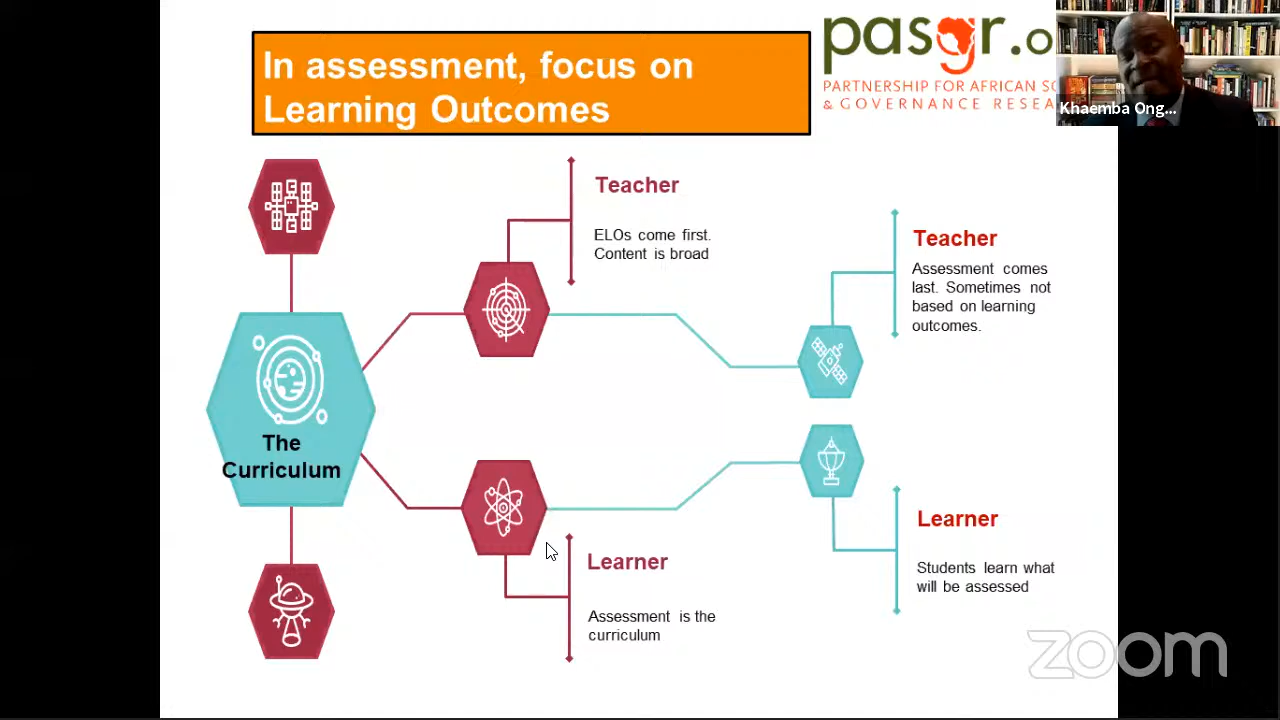 In assessment, focus on
Learning Outcomes
pasgr.o
PARTNERSHIP FOR AFRICAN SO
& GOVERNANCE RESEA
Khaemba Ong...
Teacher
ELOs come first.
Content is broad
Teacher
Assessment comes
last. Sometimes not
based on learning
outcomes.
The
Curriculum
Learner
Assessment is the
curriculum
Learner
Students learn what
will be assessed
zoom